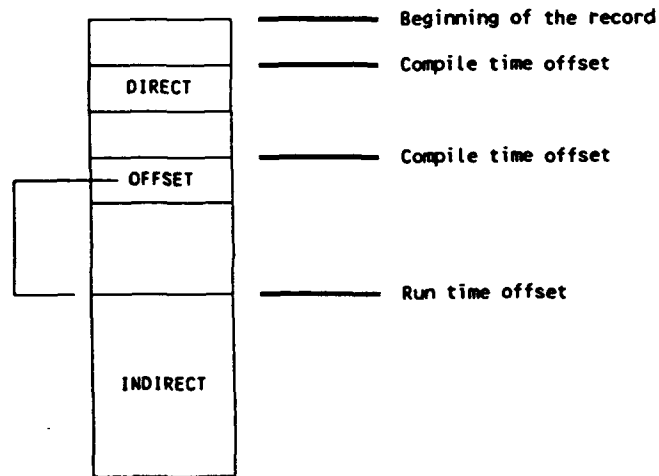 Beginning of the record
Compile time offset
DIRECT
Compile time offset
OFFSET
Run time offset
INDIRECT